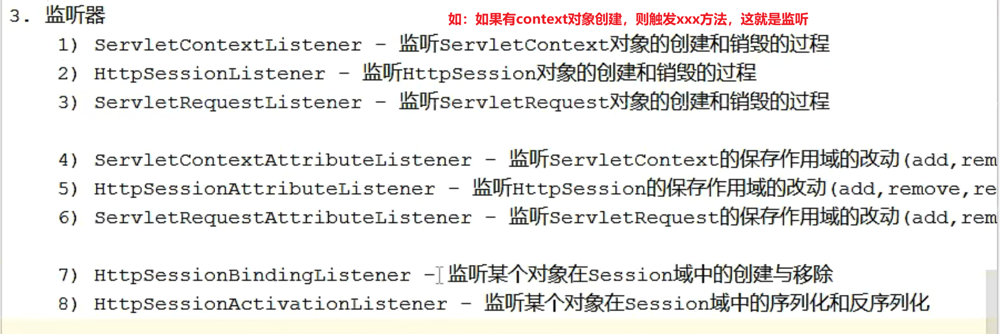 3. 监听器
如：如果有context对象创建，则触发xxx方法，这就是监听
1) ServletContextListener - 监听ServletContext对象的创建和销毁的过程
2) HttpSessionListener - 监听HttpSession对象的创建和销毁的过程
3) ServletRequestListener - 监听ServletRequest对象的创建和销毁的过程
4) ServletContextAttributeListener - 监听ServletContext的保存作用域的改动(add,rem
5) HttpSessionAttributeListener - 监听HttpSession的保存作用域的改动(add,remove,re
6) ServletRequestAttributeListener - 监听ServletRequest的保存作用域的改动(add,rem
7) HttpSessionBindingListener - 监听某个对象在Session域中的创建与移除
8) HttpSessionActivationListener - 监听某个对象在Session域中的序列化和反序列化